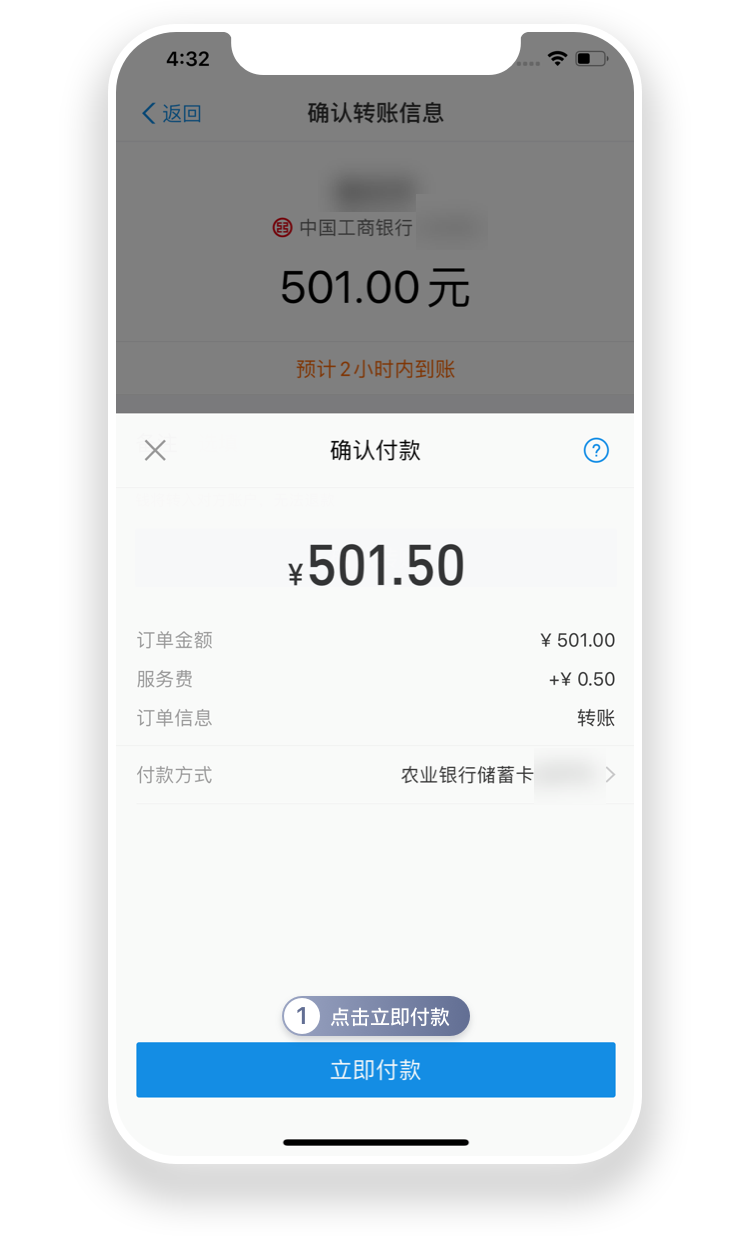 4:32
返回
确认转账信息
中国工商银行
501.00元
预计2小时内到账
确认付款
?
¥501.50
订单金额
¥ 501.00
服务费
+¥ 0.50
订单信息
转账
付款方式
农业银行储蓄卡
1
点击立即付款
立即付款